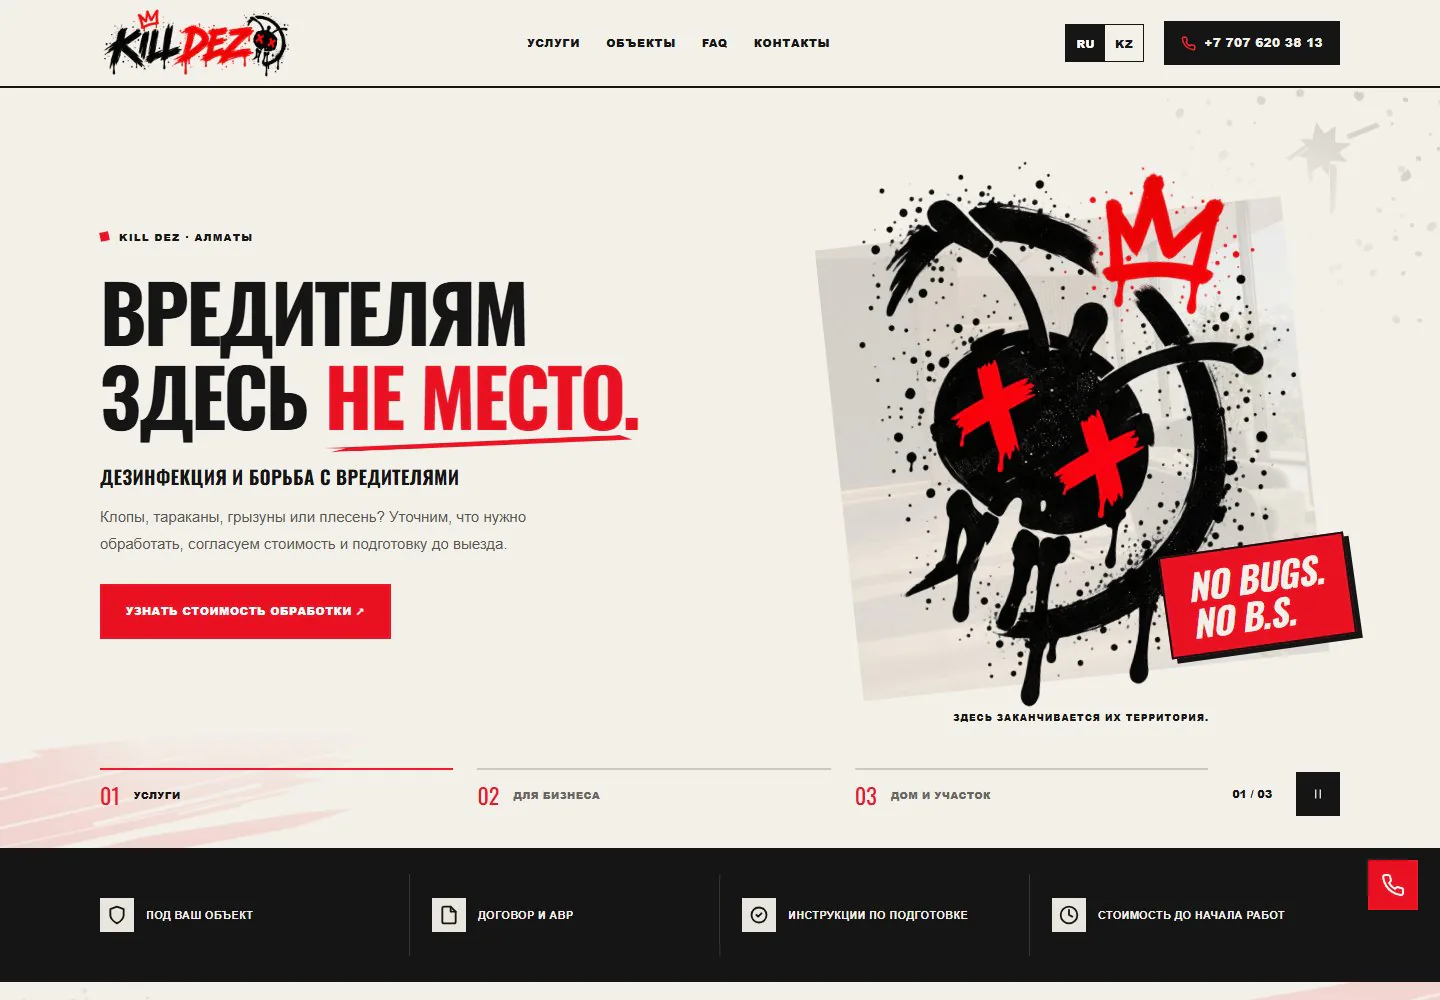 KILLDEZ
УСЛУГИ
ОБЪЕКТЫ
FAQ
КОНТАКТЫ
RU
KZ
+7 707 620 38 13
KILL DEZ · АЛМАТЫ
ВРЕДИТЕЛЯМ
ЗДЕСЬ НЕ МЕСТО.
ДЕЗИНФЕКЦИЯ И БОРЬБА С ВРЕДИТЕЛЯМИ
Клопы, тараканы, грызуны или плесень? Уточним, что нужно
обработать, согласуем стоимость и подготовку до выезда.
УЗНАТЬ СТОИМОСТЬ ОБРАБОТКИ ↗
NO BUGS.
NO B.S.
ЗДЕСЬ ЗАКАНЧИВАЕТСЯ ИХ ТЕРРИТОРИЯ.
01 УСЛУГИ
02 ДЛЯ БИЗНЕСА
03 ДОМ И УЧАСТОК
01 / 03
ПОД ВАШ ОБЪЕКТ
ДОГОВОР И АВР
ИНСТРУКЦИИ ПО ПОДГОТОВКЕ
СТОИМОСТЬ ДО НАЧАЛА РАБОТ